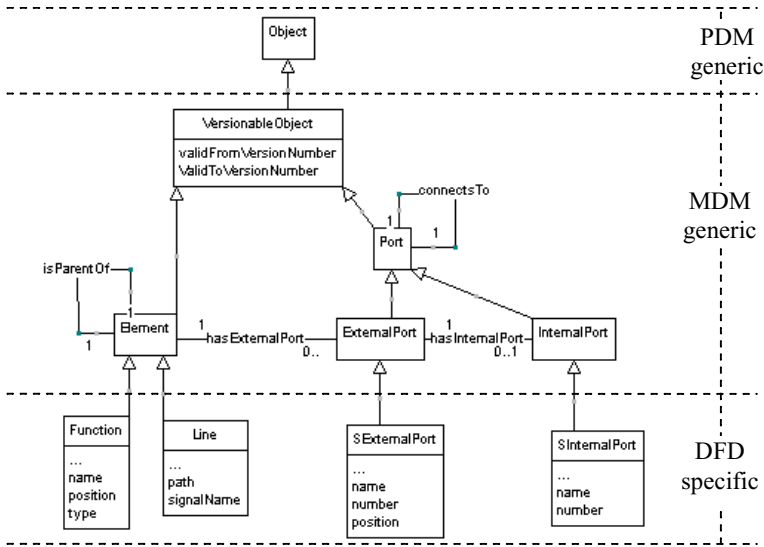 Object
PDM
generic
VersionableObject
validFromVersionNumber
ValidToVersionNumber
connectsTo
1
1
Port
MDM
generic
isParentOf
1
1
Element
1
hasExternalPort
0..
ExternalPort
1
hasInternalPort
0..1
InternalPort
Function
...
name
position
type
Line
...
path
signalName
SExternalPort
...
name
number
position
SInternalPort
...
name
number
DFD
specific